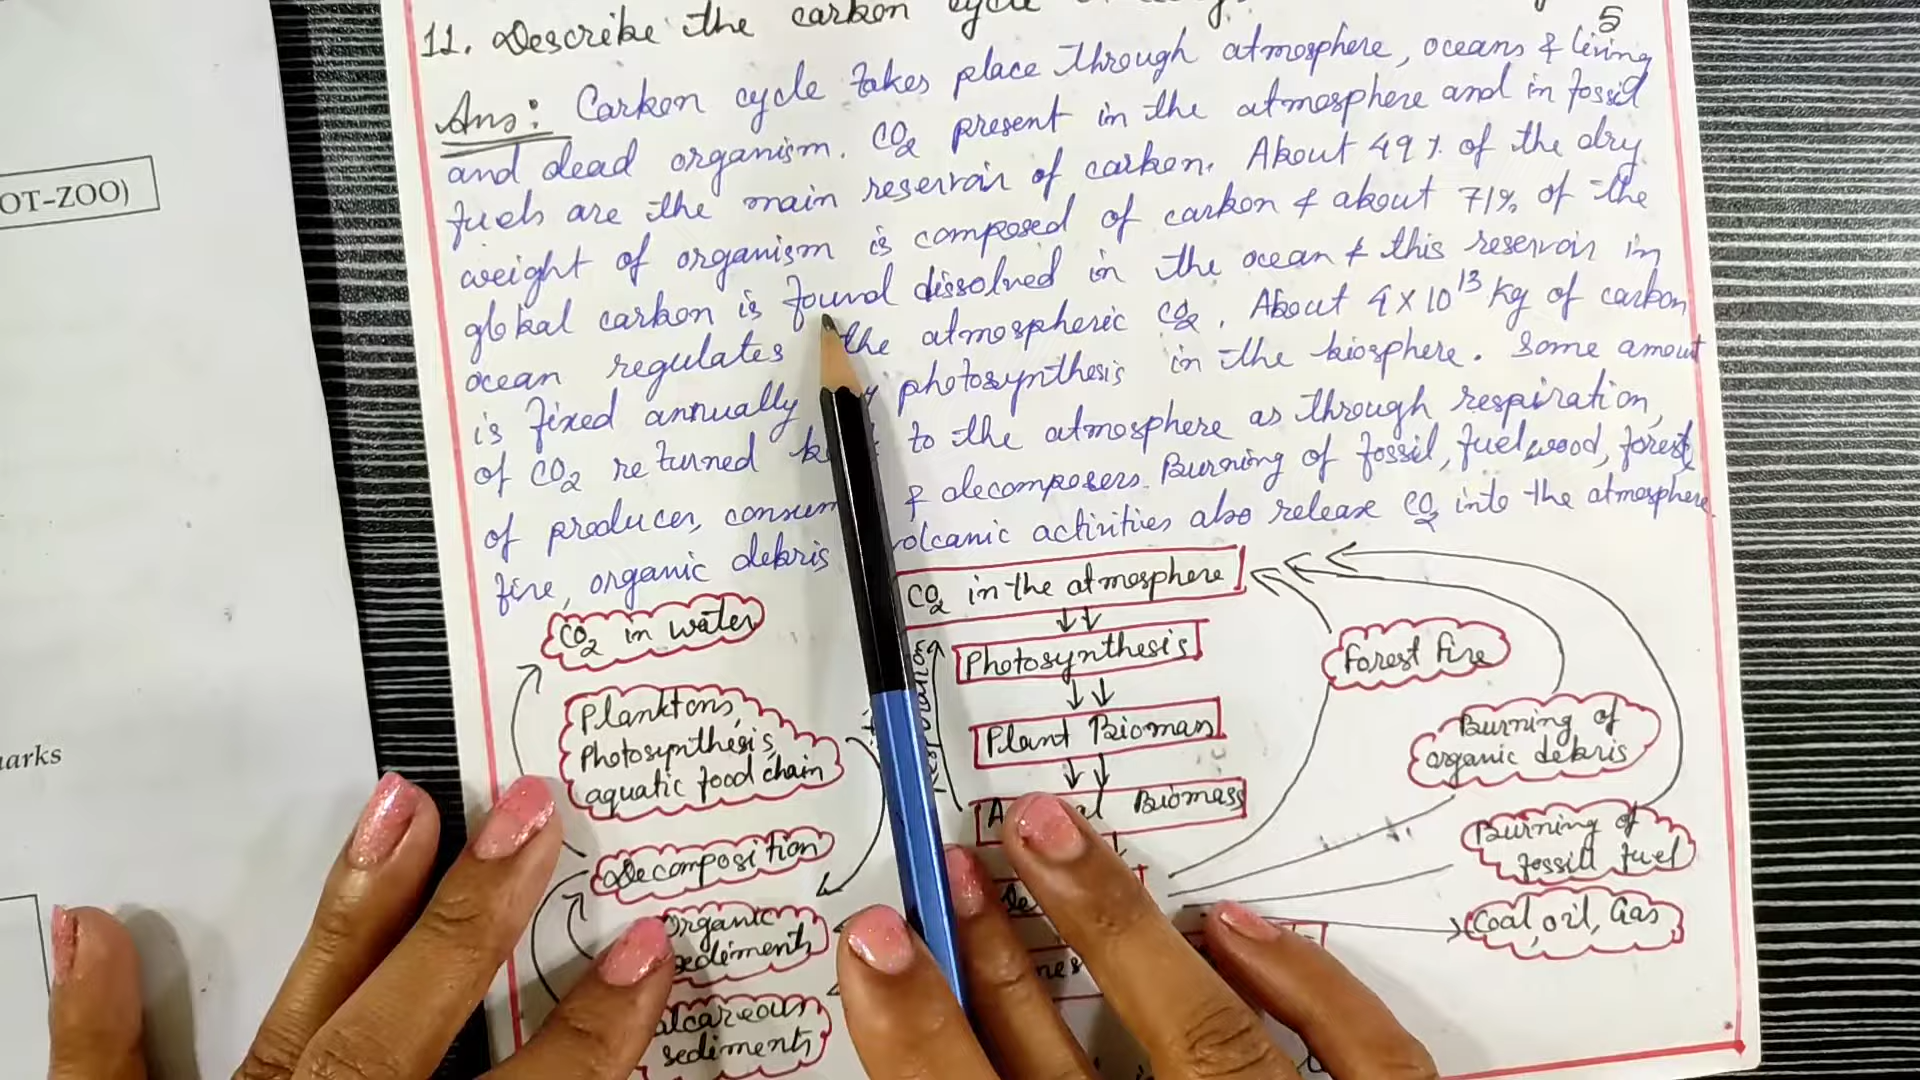 11. Describe the carbon cycle
5
Ans: Carbon cycle takes place through atmosphere, oceans & living
and dead organism. CO₂ present in the atmosphere and in fossil
fuels are the main reservoir of carbon. About 49% of the dry
weight of organism is composed of carbon & about 71% of the
global carbon is found dissolved in the ocean & this reservoir in
ocean regulates the atmospheric CO₂. About 4 x 10¹³ Kg of carbon
is fixed annually photosynthesis in the biosphere. Some amount
of CO₂ returned to the atmosphere as through respiration,
of producer, & decomposers. Burning of fossil, fuel wood, forest
fire, organic debris volcanic activities also release CO₂ into the atmosphere.
CO₂ in the atmosphere
CO₂ in water
Photosynthesis
Forest fire
Planktons,
photosynthesis,
aquatic food chain
Respiration
Plant Biomass
Burning of
organic debris
Biomass
Decomposition
Burning of
fossil fuel
Organic
sediments
Coal, oil, Gas
Calcareous
sediments
OT-ZOO)
arks